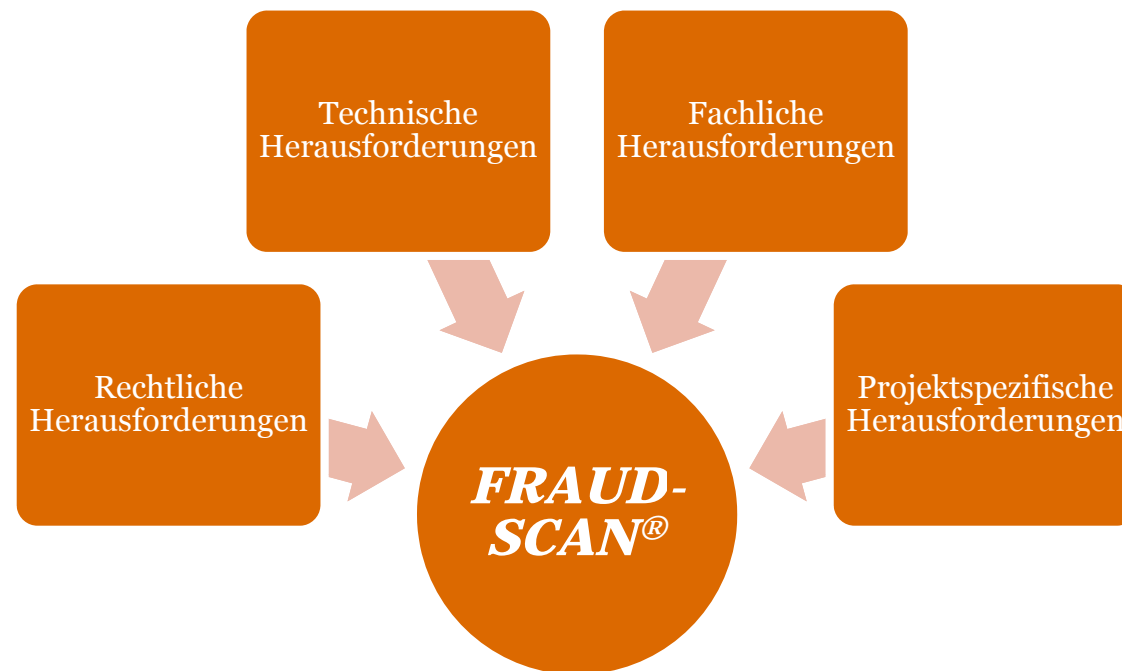 Technische
Herausforderungen
Fachliche
Herausforderungen
Rechtliche
Herausforderungen
Projektspezifische
Herausforderungen
FRAUD-
SCAN®